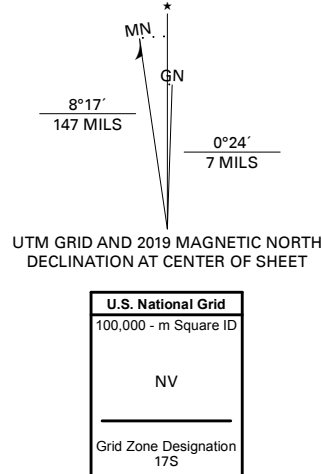 ★
MN
GN
8°17´
147 MILS
0°24´
7 MILS
UTM GRID AND 2019 MAGNETIC NORTH
DECLINATION AT CENTER OF SHEET
U.S. National Grid
100,000 - m Square ID
NV
Grid Zone Designation
17S